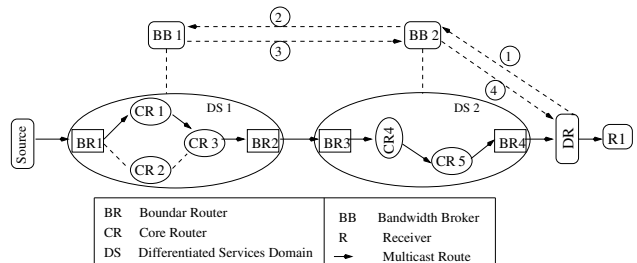 2
BB 1
3
BB 2
1
4
DS 1
DS 2
CR 1
CR 3
CR 2
Source
BR1
BR2
BR3
CR4
CR 5
BR4
DR
R1
BR Boundar Router
CR Core Router
DS Differentiated Services Domain
BB Bandwidth Broker
R Receiver
Multicast Route